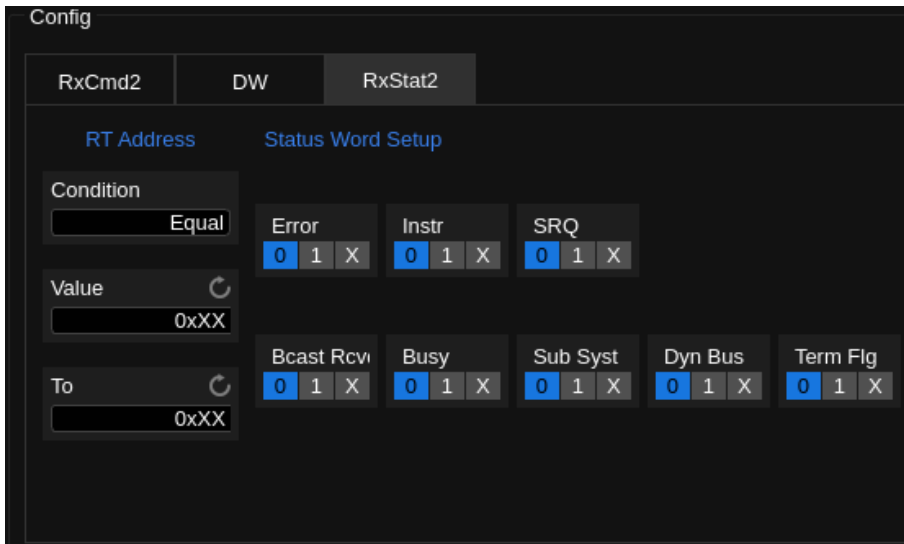 Config
RxCmd2 DW RxStat2
RT Address Status Word Setup
Condition
Equal
Error Instr SRQ
0 1 X 0 1 X 0 1 X
Value
0xXX
Bcast Rcv Busy Sub Syst Dyn Bus Term Flg
0 1 X 0 1 X 0 1 X 0 1 X 0 1 X
To
0xXX